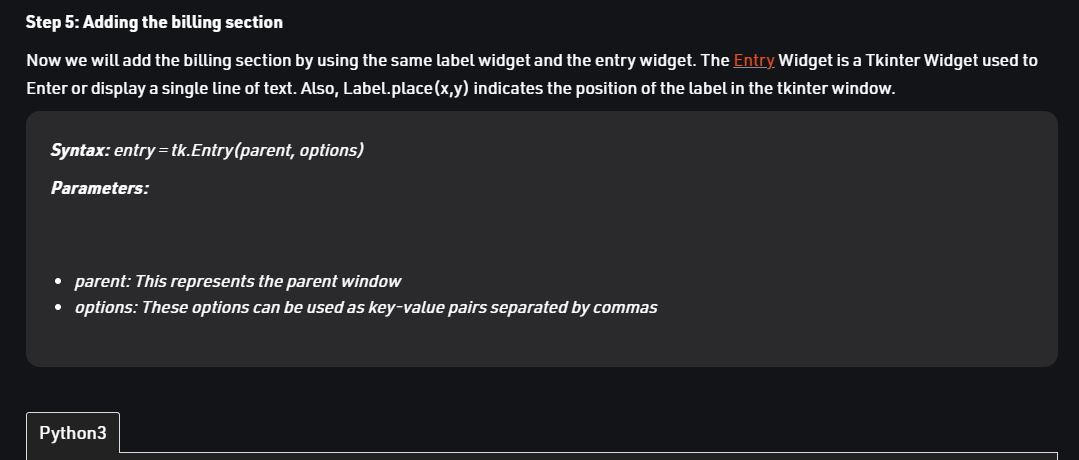 Step 5: Adding the billing section
Now we will add the billing section by using the same label widget and the entry widget. The Entry Widget is a Tkinter Widget used to
Enter or display a single line of text. Also, Label.place(x,y) indicates the position of the label in the tkinter window.
Syntax: entry = tk.Entry(parent, options)
Parameters:
• parent: This represents the parent window
• options: These options can be used as key-value pairs separated by commas
Python3